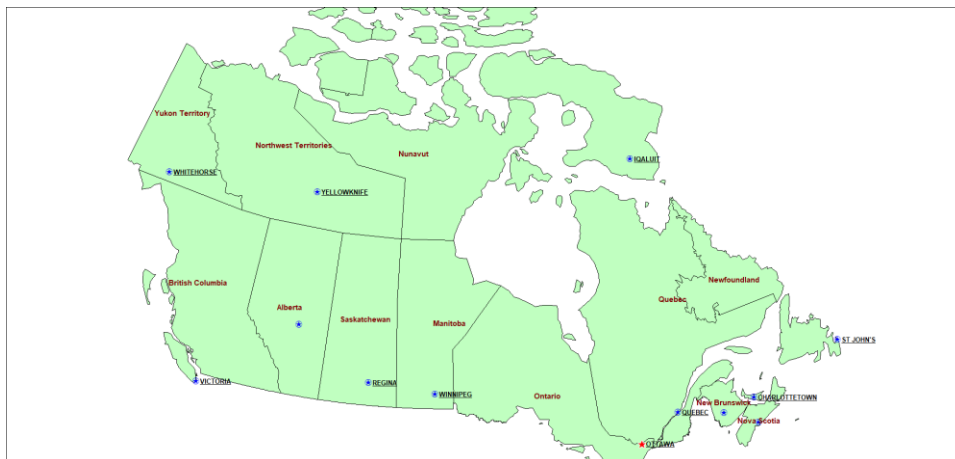 Yukon Territory
Northwest Territories
Nunavut
IQALUIT
WHITEHORSE
YELLOWKNIFE
British Columbia
Newfoundland
Quebec
Alberta
Saskatchewan
Manitoba
ST JOHN'S
VICTORIA
REGINA
WINNIPEG
Ontario
CHARLOTTETOWN
New Brunswick
QUEBEC
Nova Scotia
OTTAWA